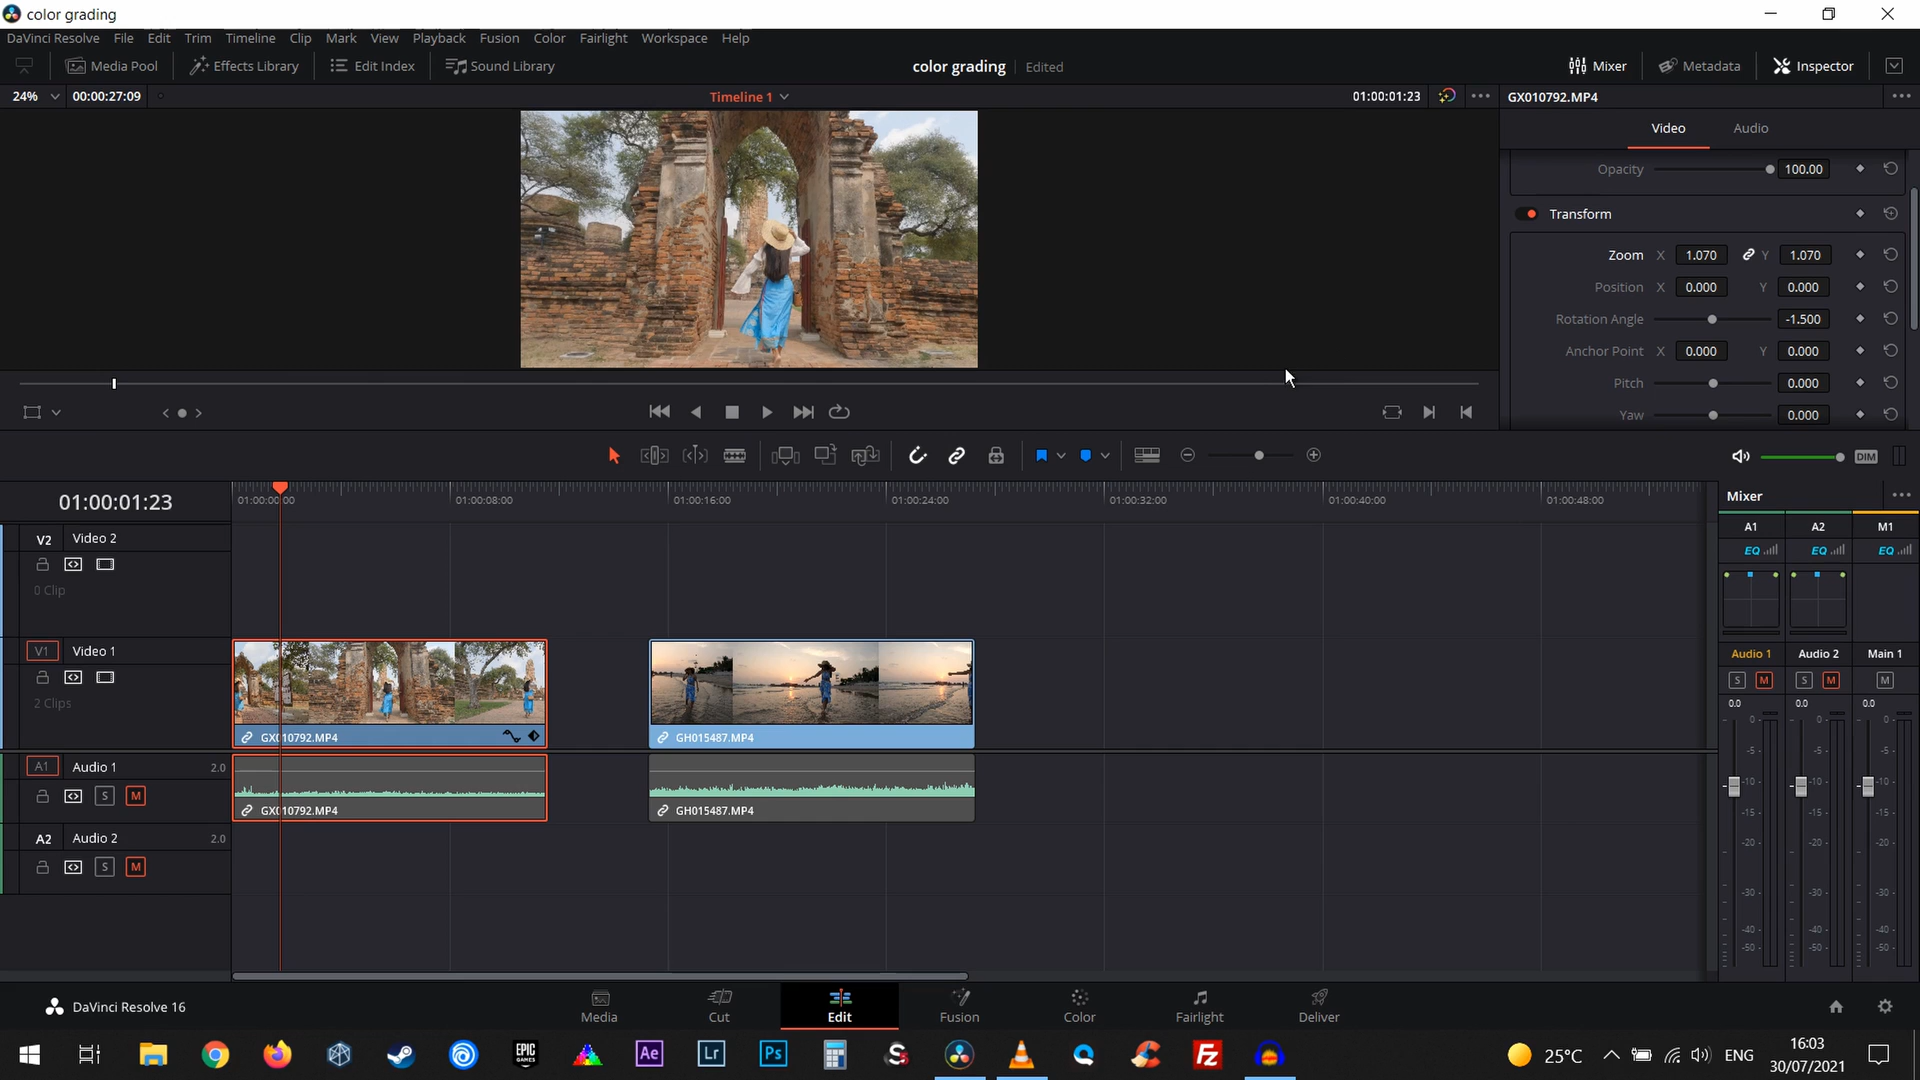 color grading
DaVinci Resolve File Edit Trim Timeline Clip Mark View Playback Fusion Color Fairlight Workspace Help
Media Pool Effects Library Edit Index Sound Library color grading Edited Mixer Metadata Inspector
24% 00:00:27:09 Timeline 1 01:00:01:23 GX010792.MP4
Video Audio
Opacity 100.00
Transform
Zoom X 1.070 Y 1.070
Position X 0.000 Y 0.000
Rotation Angle -1.500
Anchor Point X 0.000 Y 0.000
Pitch 0.000
Yaw 0.000
DIM
01:00:01:23 01:00:00:00 01:00:08:00 01:00:16:00 01:00:24:00 01:00:32:00 01:00:40:00 01:00:48:00
Mixer
A1 A2 M1
EQ EQ EQ
V2 Video 2
0 Clip
V1 Video 1
2 Clips
GX010792.MP4 GH015487.MP4
A1 Audio 1 2.0
S M
GX010792.MP4 GH015487.MP4
A2 Audio 2 2.0
S M
Audio 1 Audio 2 Main 1
S M S M M
0.0 0.0 0.0
0 0 0
-5 -5 -5
-10 -10 -10
-15 -15 -15
-20 -20 -20
-30 -30 -30
-40 -40 -40
-50 -50 -50
DaVinci Resolve 16
Media Cut Edit Fusion Color Fairlight Deliver
EPIC GAMES Ae Lr Ps S Fz 25°C ENG 16:03
30/07/2021